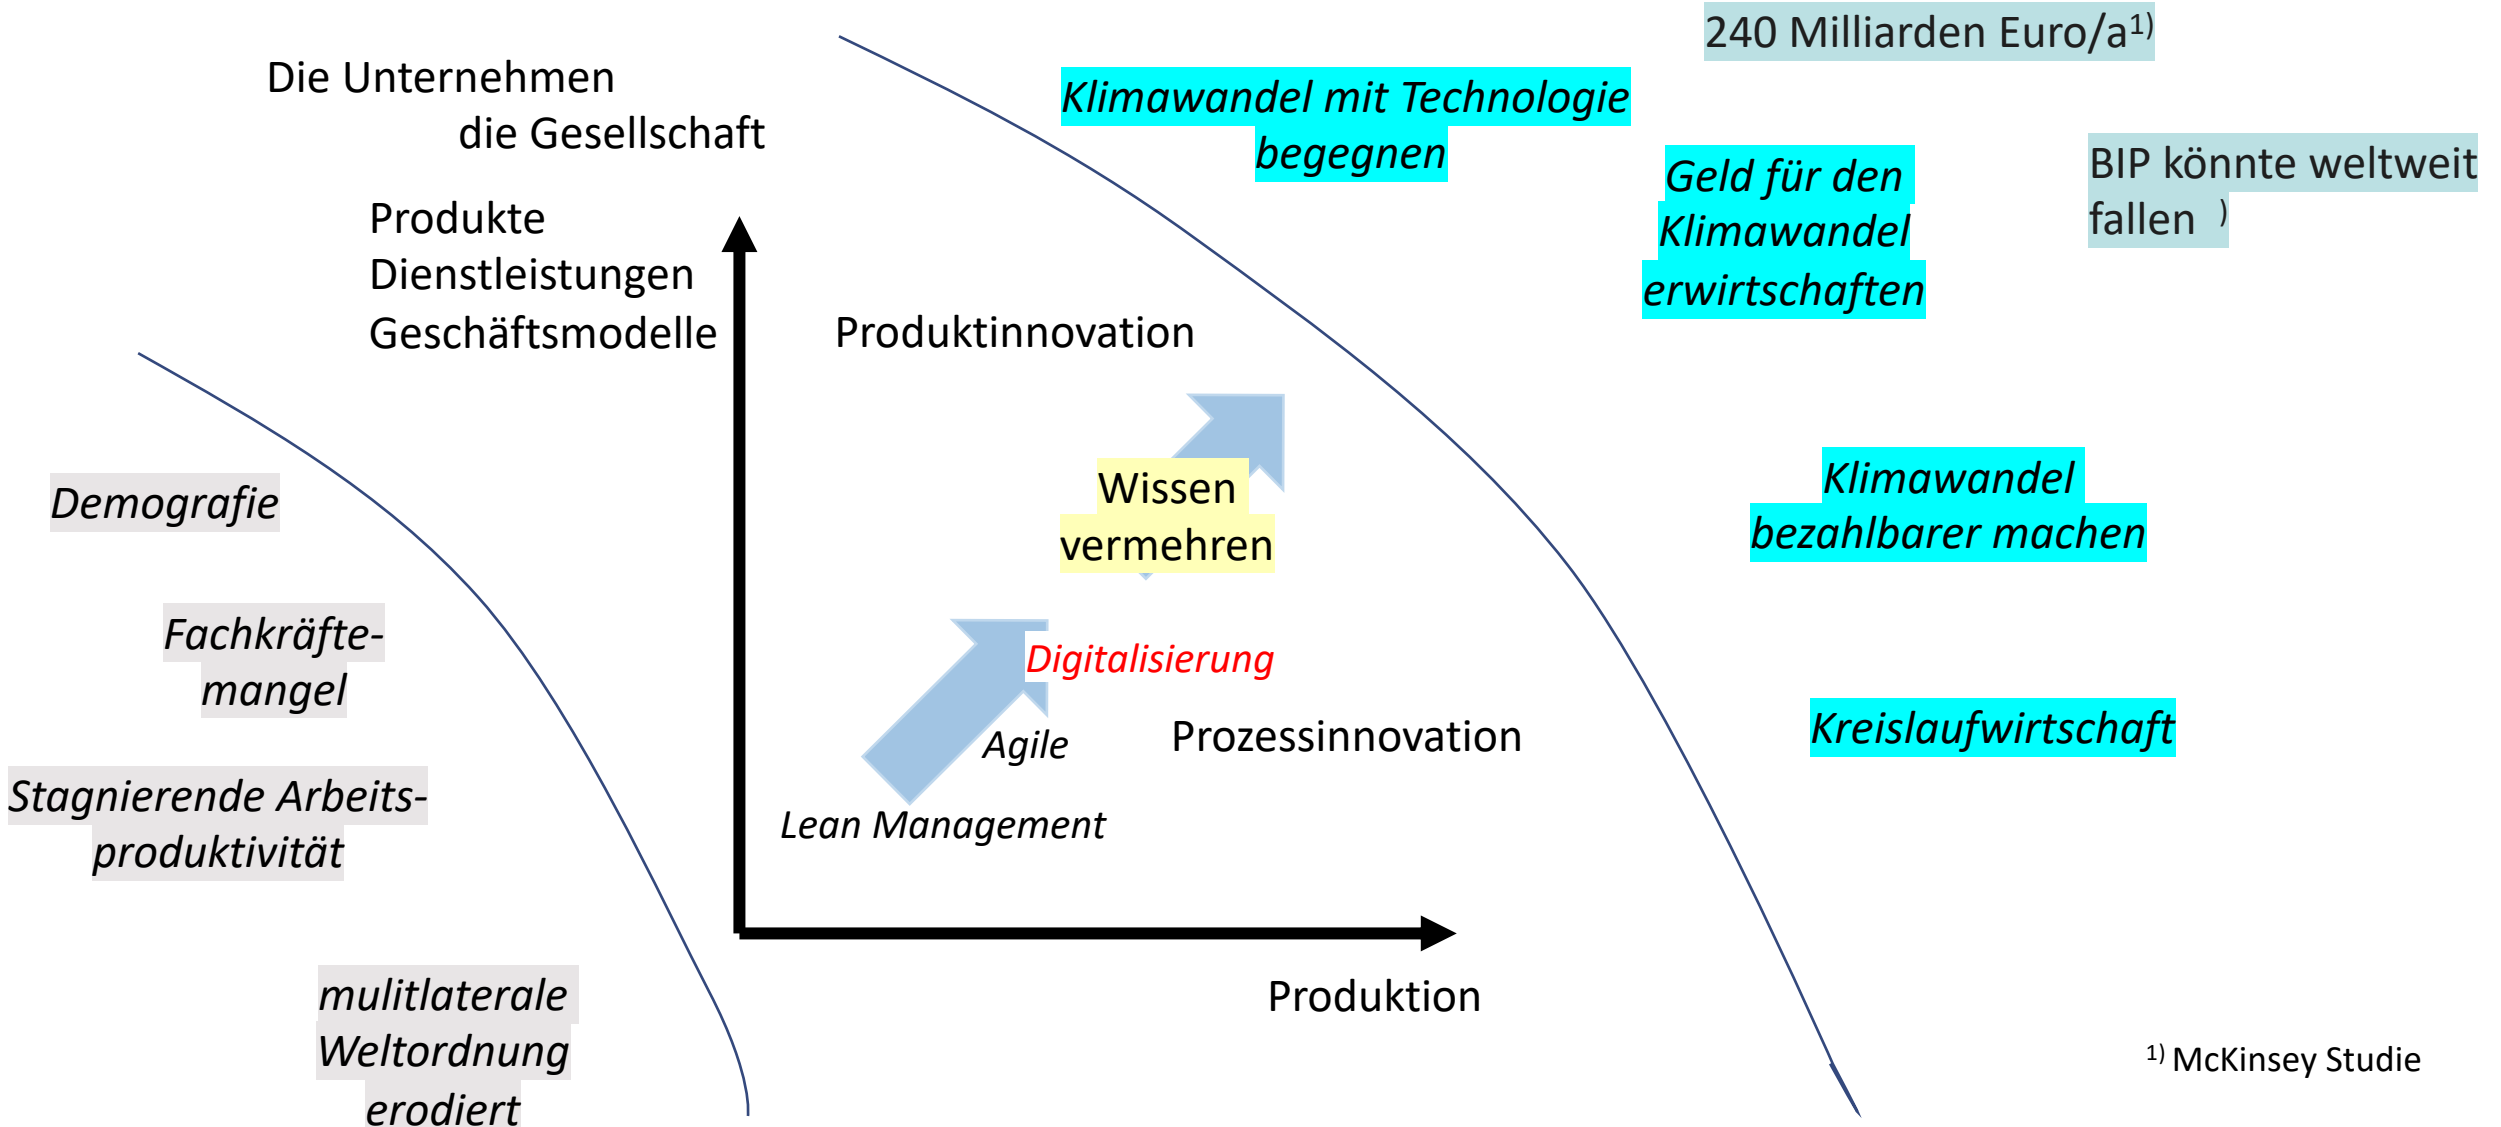 240 Milliarden Euro/a¹⁾
Die Unternehmen
die Gesellschaft
Klimawandel mit Technologie
begegnen
Geld für den
Klimawandel
erwirtschaften
BIP könnte weltweit
fallen ⁾
Produkte
Dienstleistungen
Geschäftsmodelle
Produktinnovation
Wissen
vermehren
Klimawandel
bezahlbarer machen
Demografie
Fachkräfte-
mangel
Digitalisierung
Agile
Prozessinnovation
Kreislaufwirtschaft
Stagnierende Arbeits-
produktivität
Lean Management
mulitlaterale
Weltordnung
erodiert
Produktion
¹⁾ McKinsey Studie